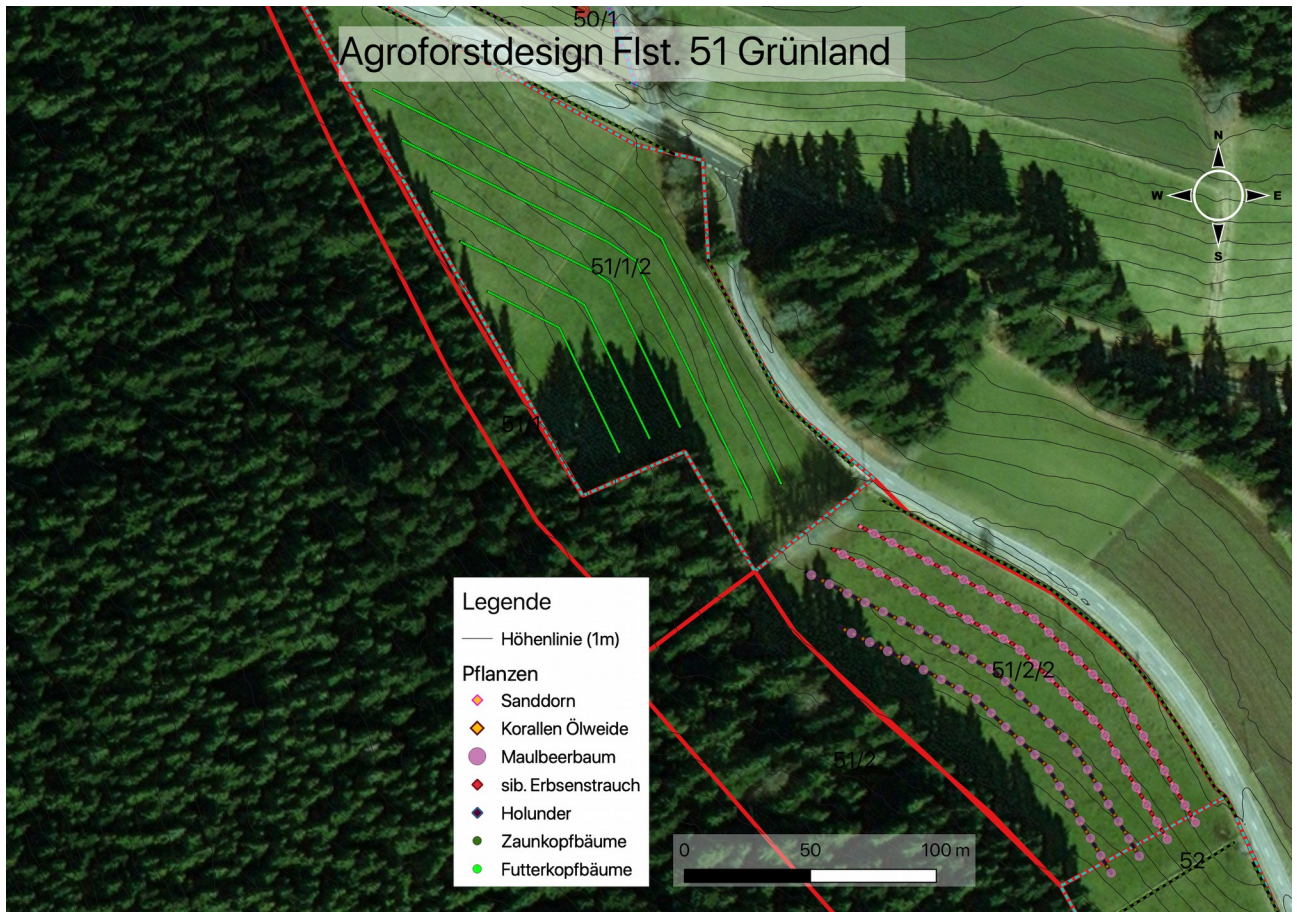 50/1
Agroforstdesign Flst. 51 Grünland
N
W
E
S
51/1/2
51/1
51/2/2
51/2
52
Legende
Höhenlinie (1m)
Pflanzen
Sanddorn
Korallen Ölweide
Maulbeerbaum
sib. Erbsenstrauch
Holunder
Zaunkopfbäume
Futterkopfbäume
0 50 100 m